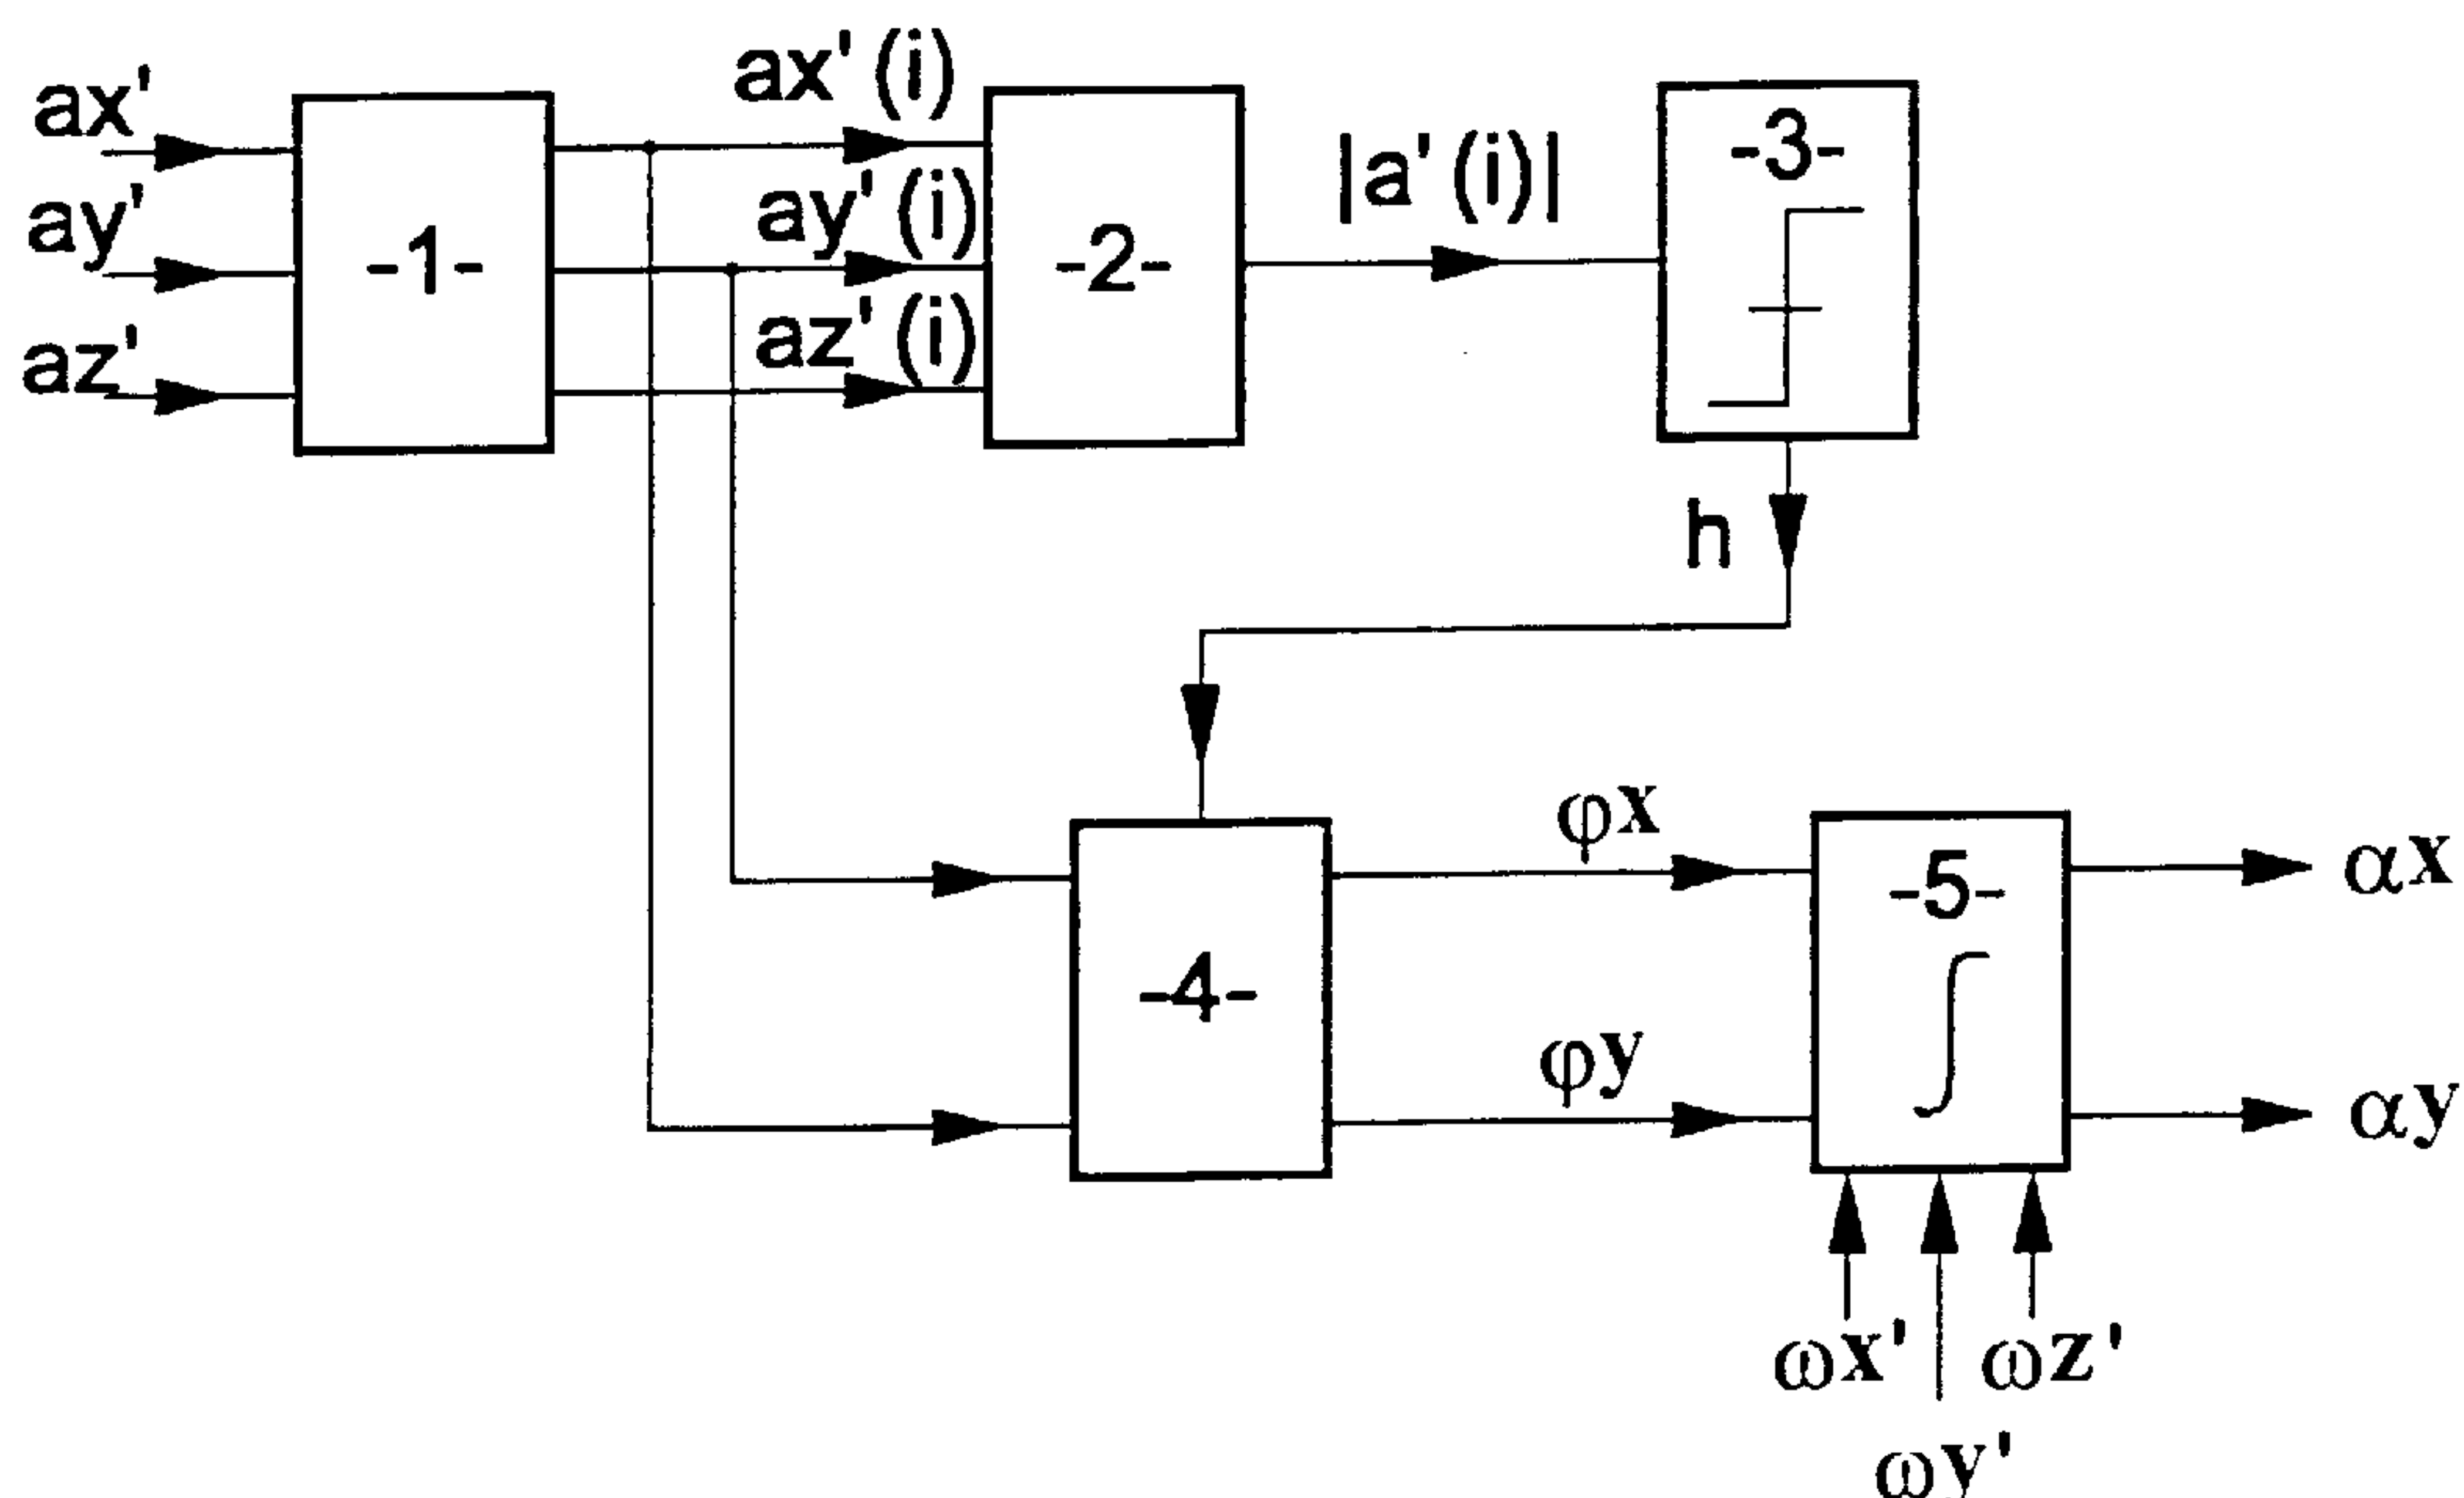 ax'
ay'
az'
-1-
ax'(i)
ay'(i)
az'(i)
-2-
|a'(i)|
-3-
h
-4-
φx
φy
-5-
αx
αy
ωx'
ωz'
ωy'